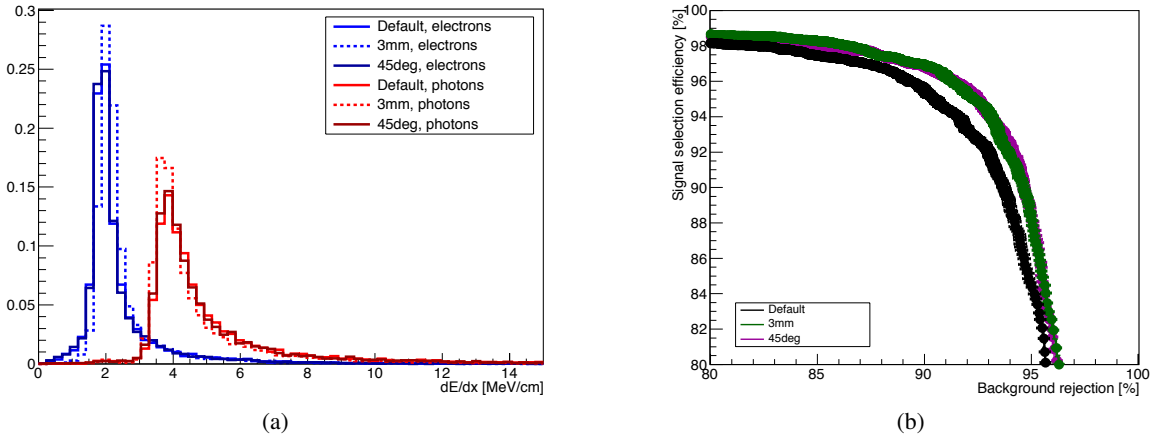 0.3
0.25
0.2
0.15
0.1
0.05
0
0 2 4 6 8 10 12 14
dE/dx [MeV/cm]
Default, electrons
3mm, electrons
45deg, electrons
Default, photons
3mm, photons
45deg, photons
(a)
Signal selection efficiency [%]
100
98
96
94
92
90
88
86
84
82
80
80 85 90 95 100
Background rejection [%]
Default
3mm
45deg
(b)